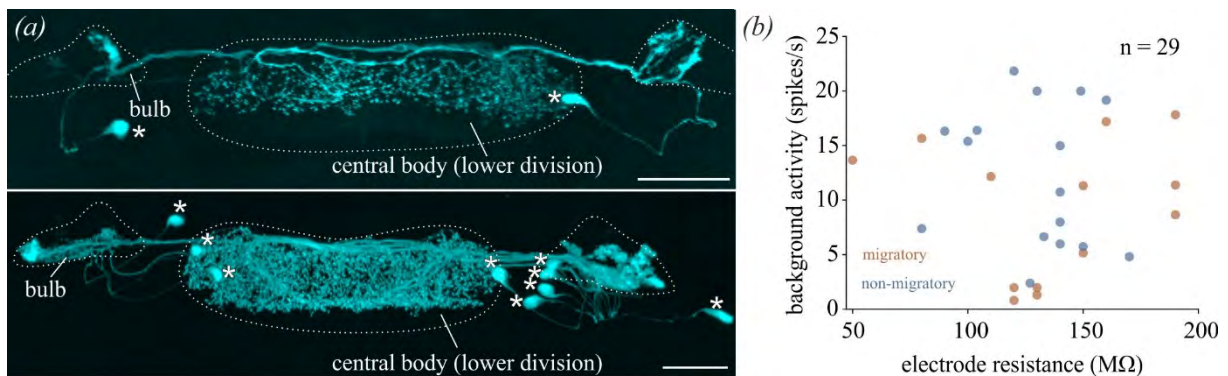 (a)
bulb
*
*
central body (lower division)
*
*
*
*
*
*
*
*
bulb
central body (lower division)
(b)
n = 29
background activity (spikes/s)
25
20
15
10
5
0
migratory
non-migratory
50
100
150
200
electrode resistance (MΩ)